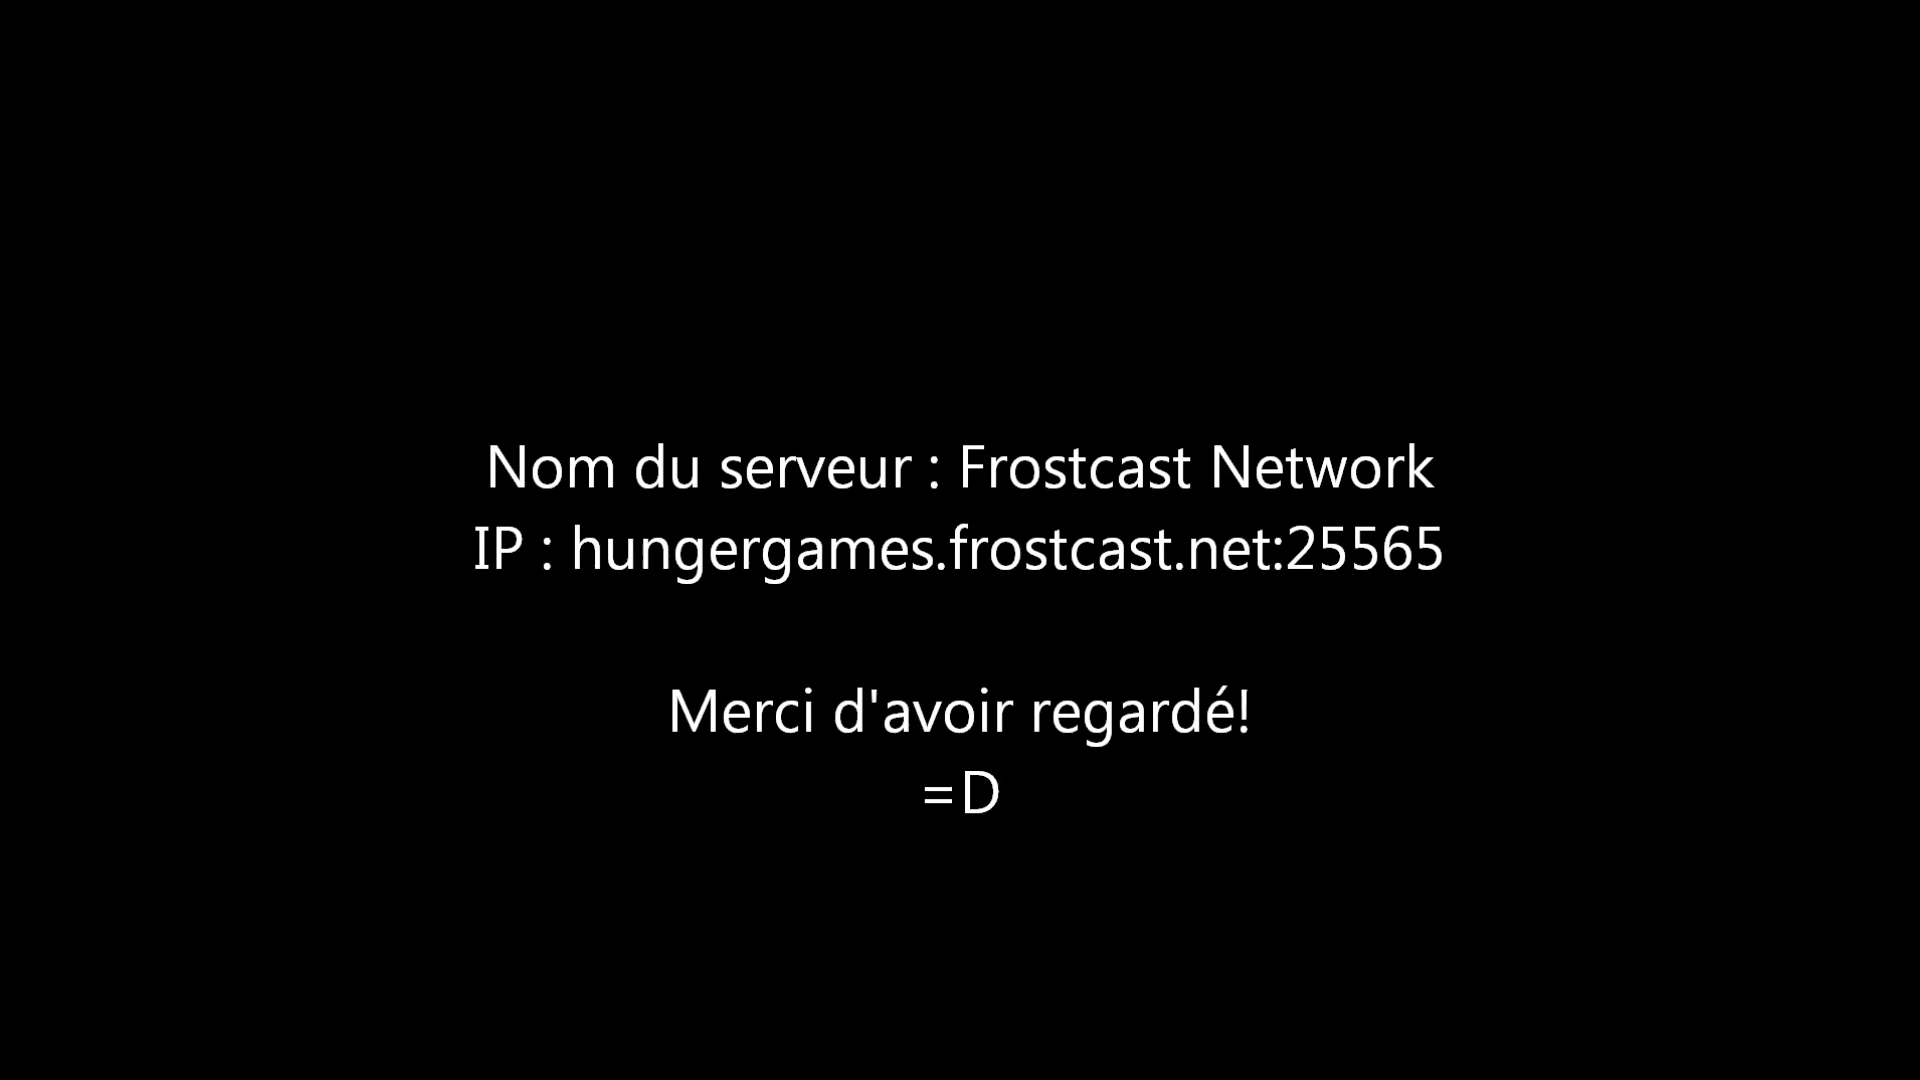 Nom du serveur : Frostcast Network
IP : hungergames.frostcast.net:25565
Merci d'avoir regardé!
=D